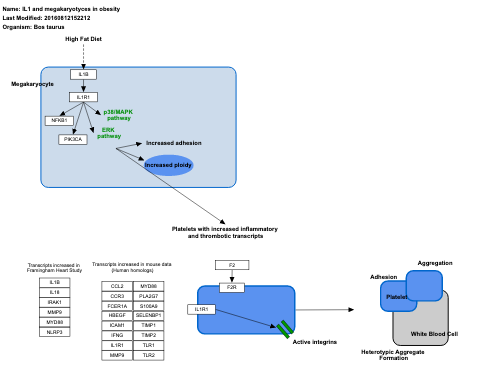 Name: IL1 and megakaryotyces in obesity
Last Modified: 20160812152212
Organism: Bos taurus
High Fat Diet
IL1B
Megakaryocyte
IL1R1
p38/MAPK
pathway
NFKB1
ERK
pathway
PIK3CA
Increased adhesion
Increased ploidy
Platelets with increased inflammatory
and thrombotic transcripts
Transcripts increased in
Framingham Heart Study
IL1B
IL18
IRAK1
MMP9
MYD88
NLRP3
Transcripts increased in mouse data
(Human homologs)
CCL2 MYD88
CCR3 PLA2G7
FCER1A S100A9
HBEGF SELENBP1
ICAM1 TIMP1
IFNG TIMP2
IL1R1 TLR1
MMP9 TLR2
F2
F2R
IL1R1
Active integrins
Aggregation
Adhesion
Platelet
White Blood Cell
Heterotypic Aggregate
Formation